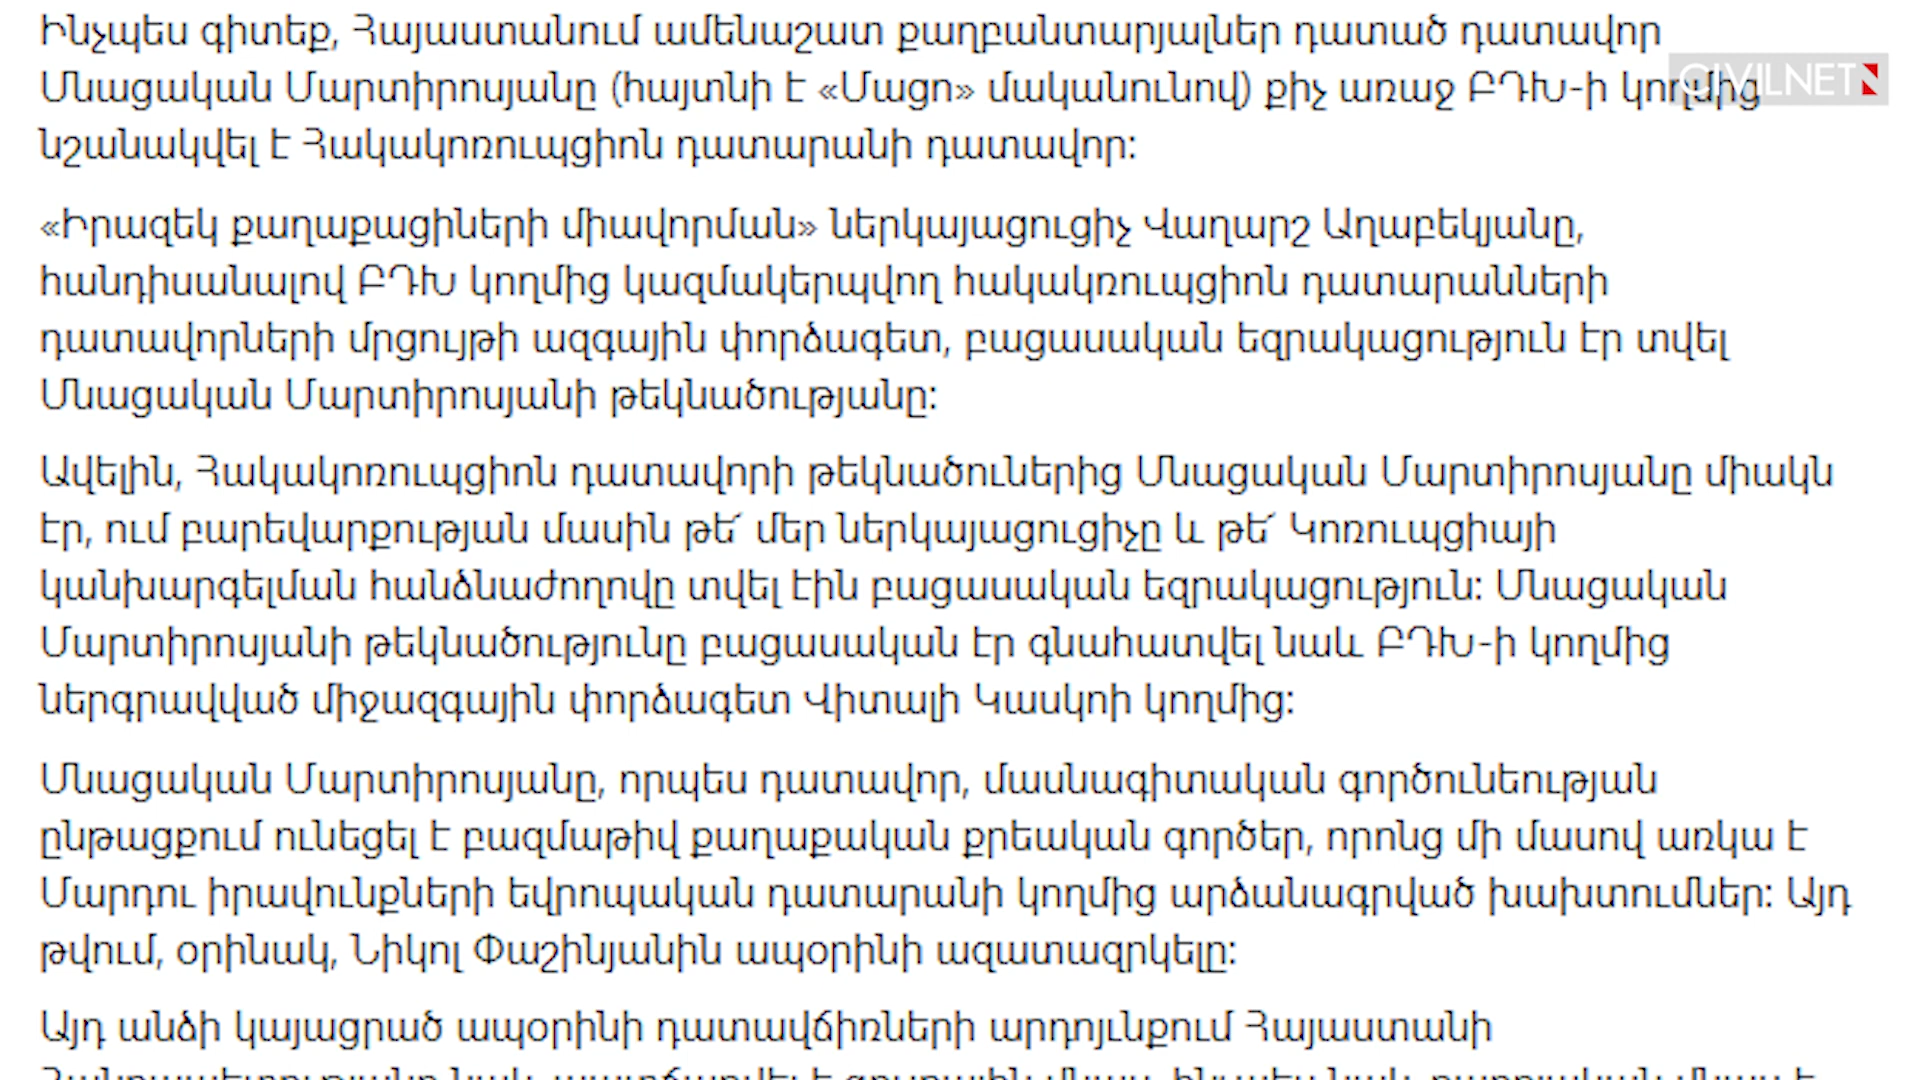 Ինչպես գիտեք, Հայաստանում ամենաշատ քաղբանտարյալներ դատած դատավոր
Մնացական Մարտիրոսյանը (հայտնի է «Մացո» մականունով) քիչ առաջ ԲԴԽ-ի կողմից
CIVILNET
նշանակվել է Հակակոռուպցիոն դատարանի դատավոր:
«Իրազեկ քաղաքացիների միավորման» ներկայացուցիչ Վաղարշ Աղաբեկյանը,
հանդիսանալով ԲԴԽ կողմից կազմակերպվող հակակռուպցիոն դատարանների
դատավորների մրցույթի ազգային փորձագետ, բացասական եզրակացություն էր տվել
Մնացական Մարտիրոսյանի թեկնածությանը:
Ավելին, Հակակոռուպցիոն դատավորի թեկնածուներից Մնացական Մարտիրոսյանը միակն
էր, ում բարեվարքության մասին թե՛ մեր ներկայացուցիչը և թե՛ Կոռուպցիայի
կանխարգելման հանձնաժողովը տվել էին բացասական եզրակացություն: Մնացական
Մարտիրոսյանի թեկնածությունը բացասական էր գնահատվել նաև ԲԴԽ-ի կողմից
ներգրավված միջազգային փորձագետ Վիտալի Կասկոի կողմից:
Մնացական Մարտիրոսյանը, որպես դատավոր, մասնագիտական գործունեության
ընթացքում ունեցել է բազմաթիվ քաղաքական քրեական գործեր, որոնց մի մասով առկա է
Մարդու իրավունքների եվրոպական դատարանի կողմից արձանագրված խախտումներ: Այդ
թվում, օրինակ, Նիկոլ Փաշինյանին ապօրինի ազատազրկելը:
Այդ անձի կայացրած ապօրինի դատավճիռների արդյունքում Հայաստանի